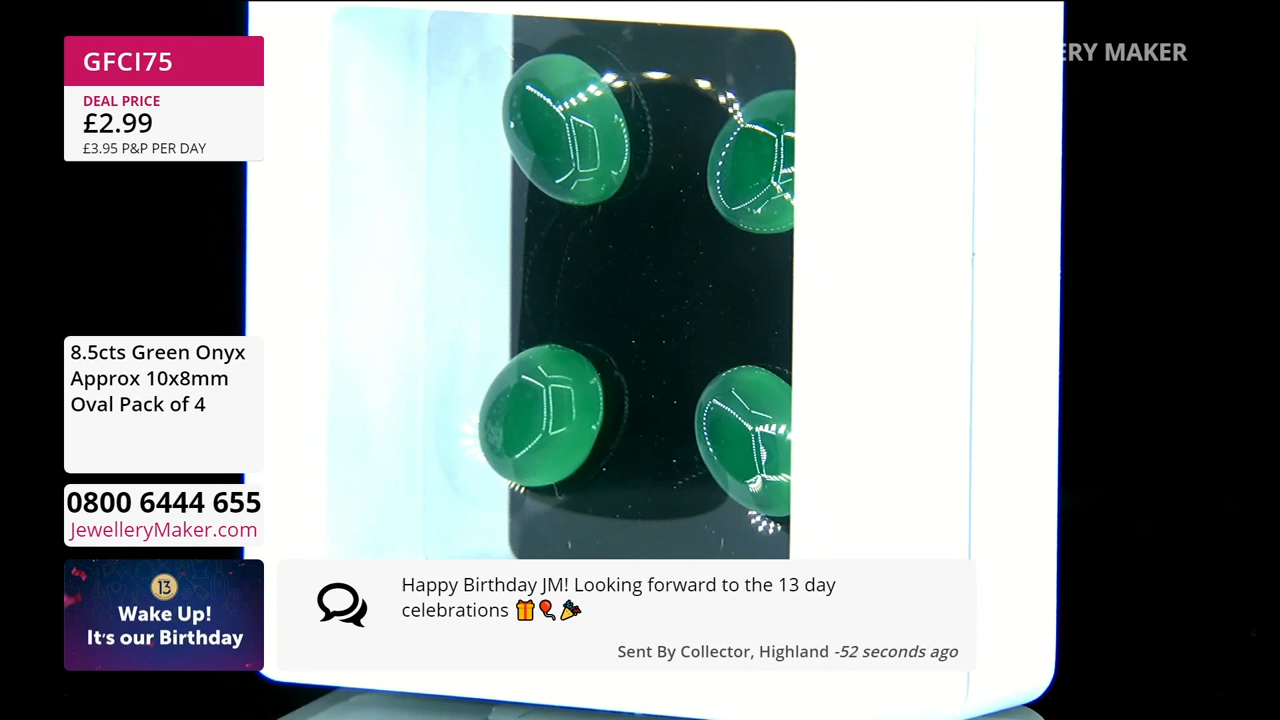 GFCI75
DEAL PRICE
£2.99
£3.95 P&P PER DAY
ERY MAKER
8.5cts Green Onyx
Approx 10x8mm
Oval Pack of 4
0800 6444 655
JewelleryMaker.com
13
Wake Up!
It's our Birthday
Happy Birthday JM! Looking forward to the 13 day
celebrations 🎁🎈🎉
Sent By Collector, Highland -52 seconds ago